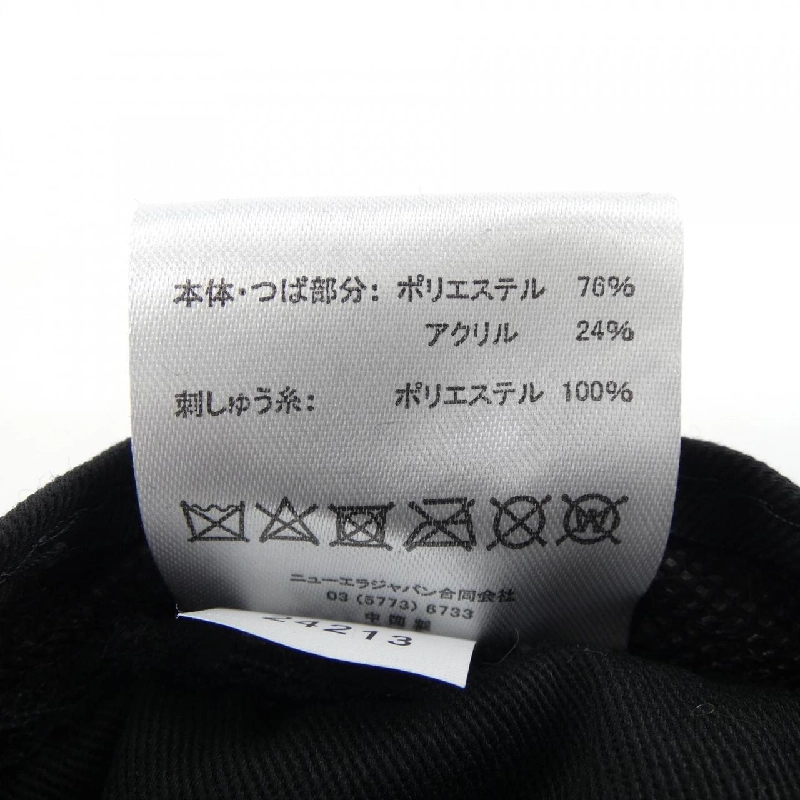 本体・つば部分: ポリエステル 76%
アクリル 24%
刺しゅう糸: ポリエステル 100%
W
ニューエラジャパン合同会社
03 (5773) 6733
中国製
24213